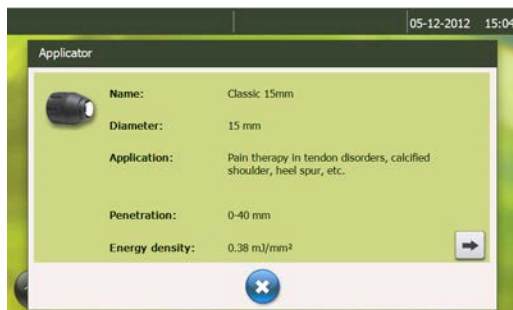 05-12-2012 15:04
Applicator
Name: Classic 15mm
Diameter: 15 mm
Application: Pain therapy in tendon disorders, calcified
shoulder, heel spur, etc.
Penetration: 0-40 mm
Energy density: 0.38 mJ/mm²